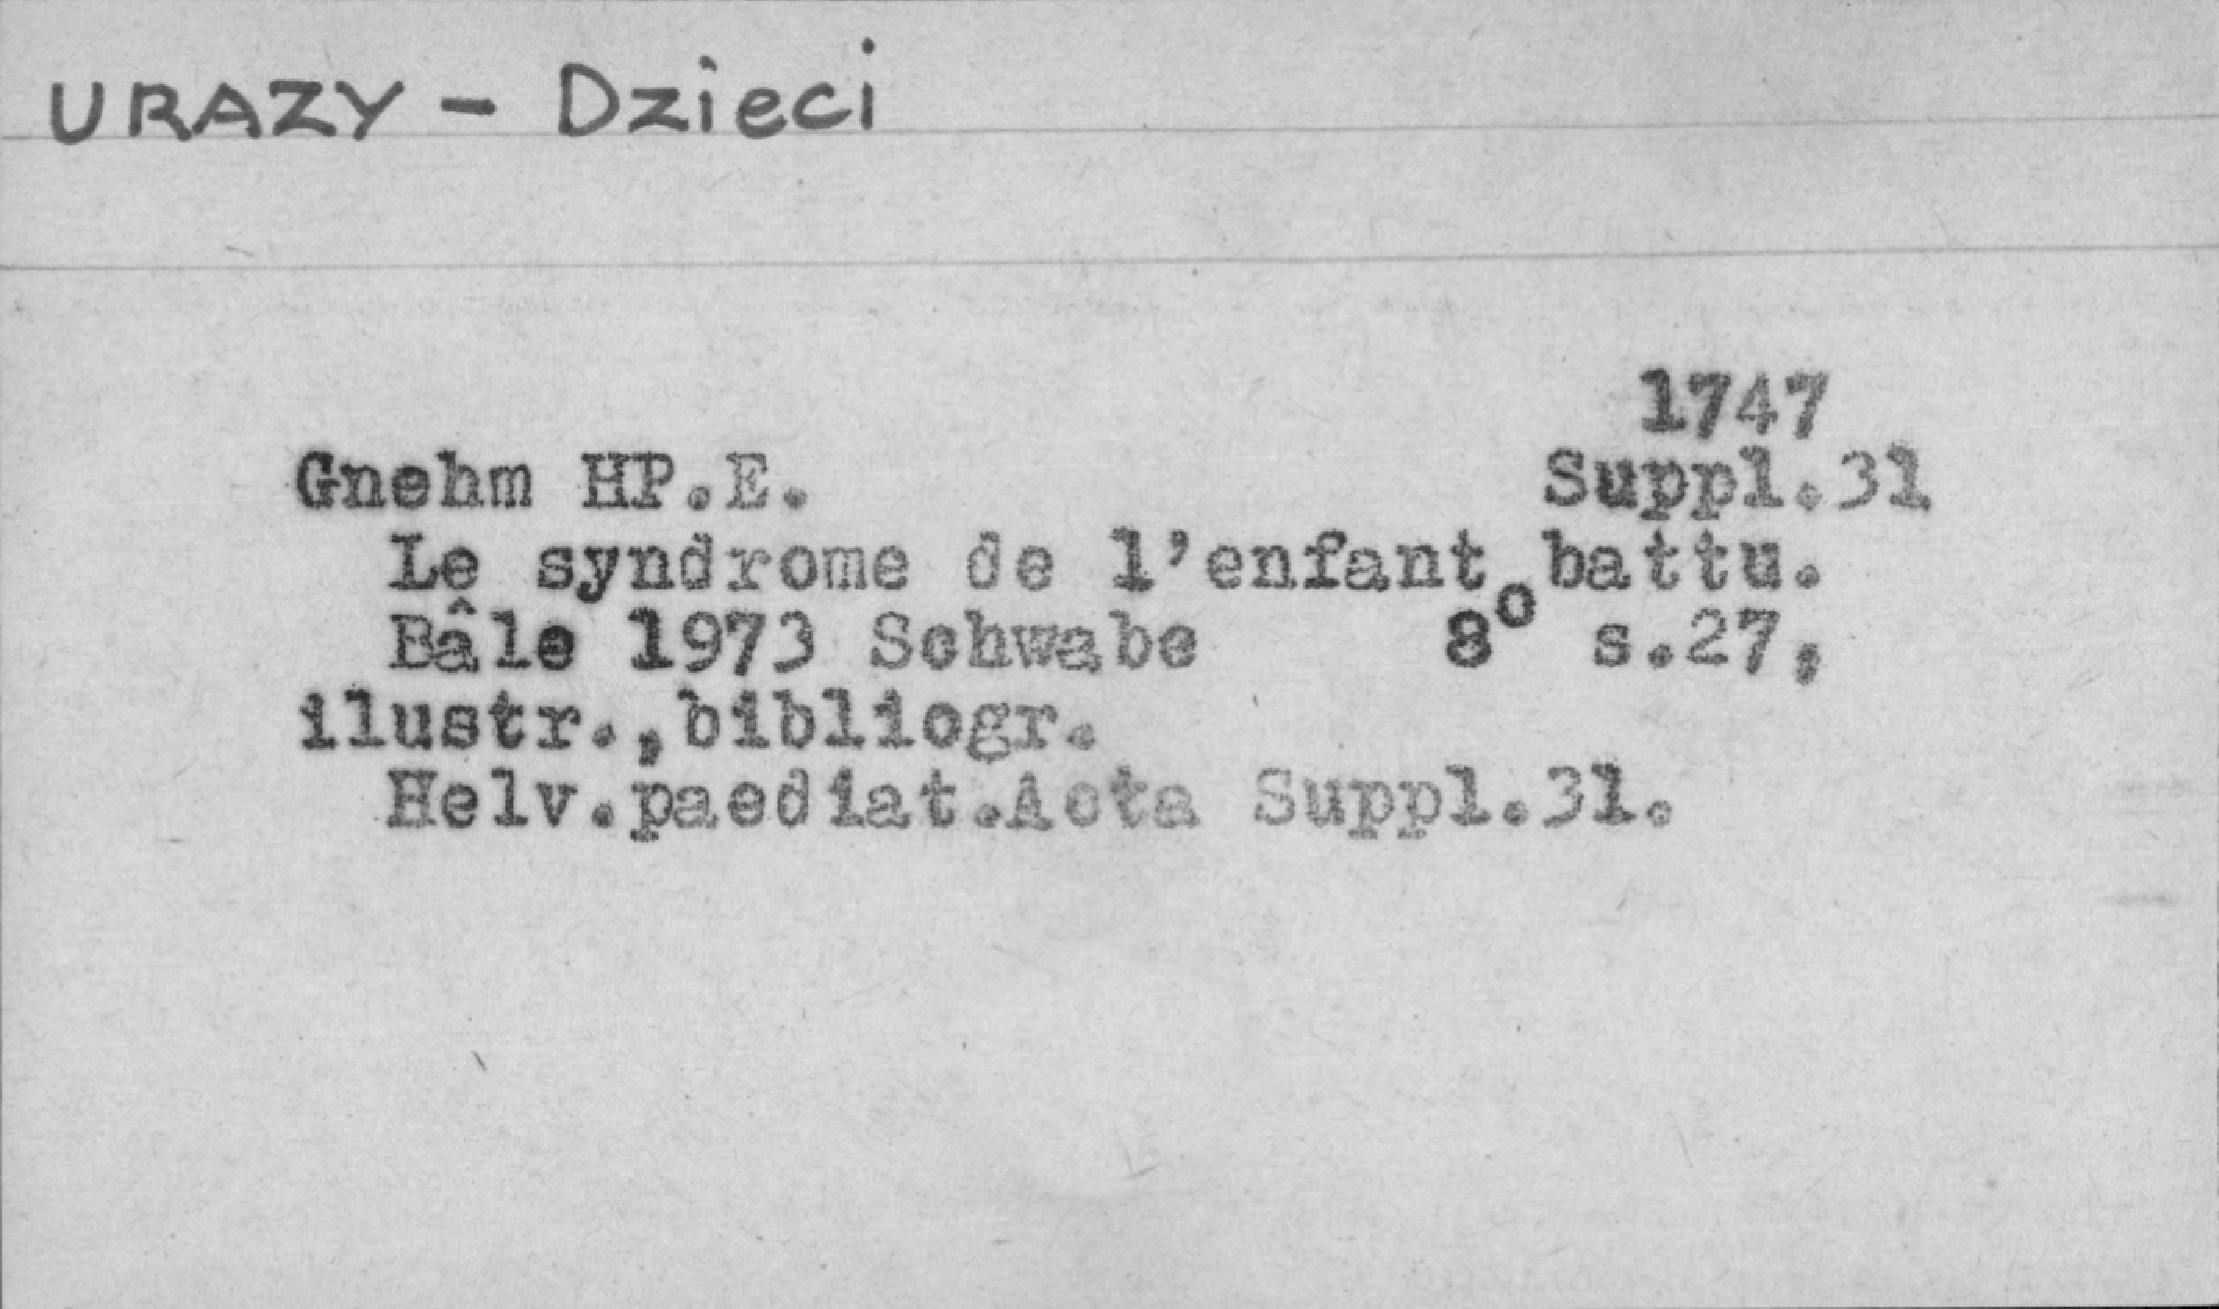 URAZY - Dzieci
1747
Gnehm HP.E. Suppl.31
Le syndrome de l'enfant battu.
Bâle 1973 Schwabe 8° s.27,
ilustr.,bibliogr.
Helv.paediat.Acta Suppl.31.